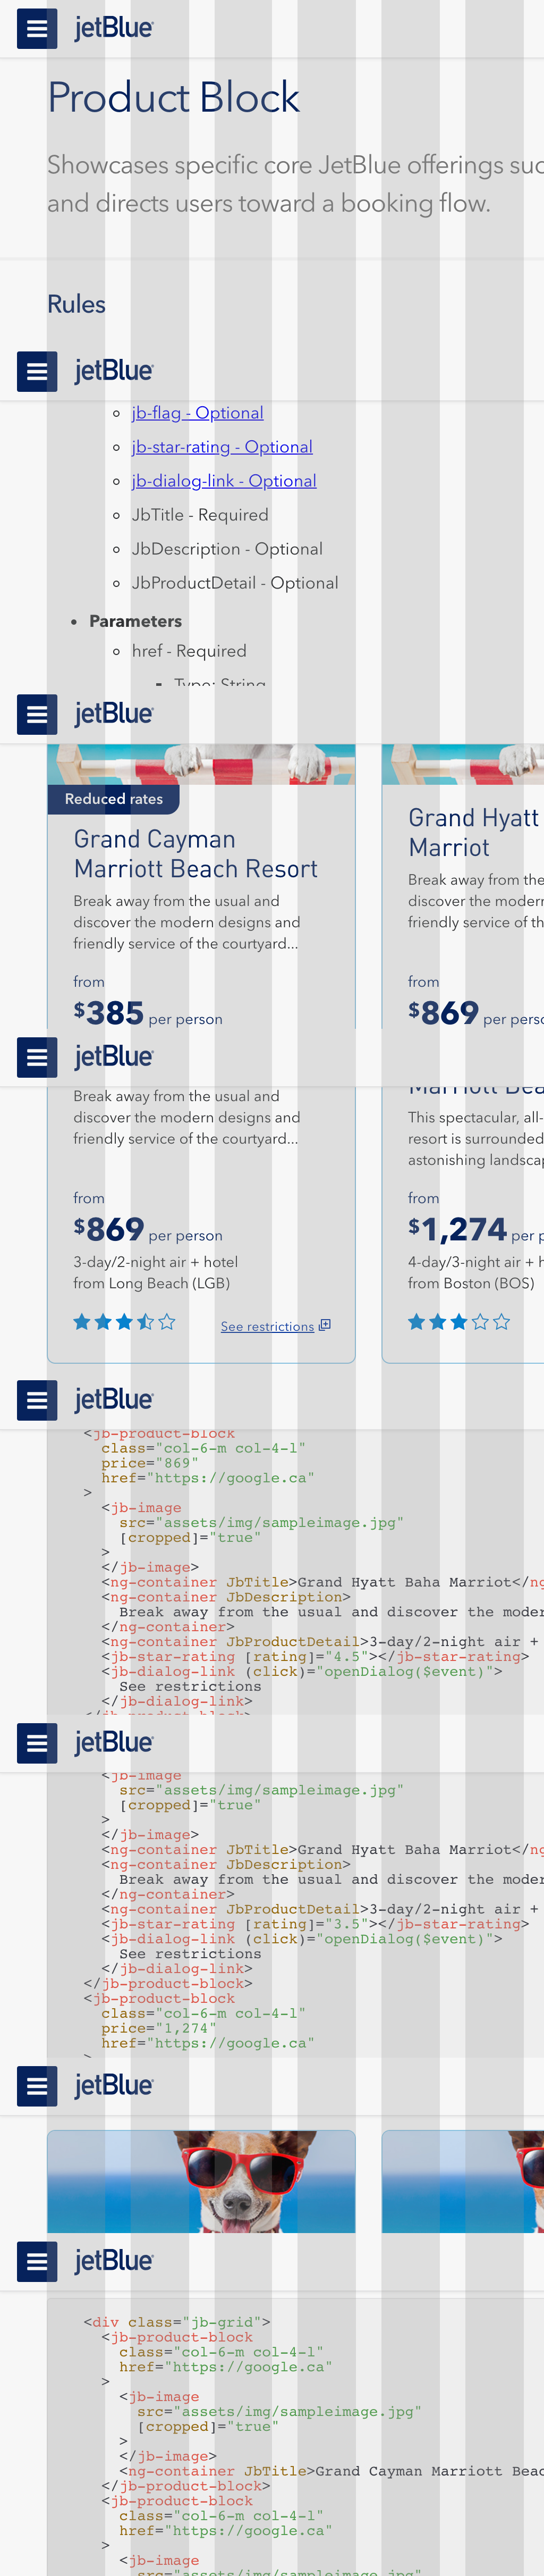 jetBlue
Product Block
Showcases specific core JetBlue offerings suc
and directs users toward a booking flow.
Rules
jetBlue
jb-flag - Optional
jb-star-rating - Optional
jb-dialog-link - Optional
JbTitle - Required
JbDescription - Optional
JbProductDetail - Optional
Parameters
href - Required
Type: String
jetBlue
Reduced rates
Grand Cayman
Marriott Beach Resort
Break away from the usual and
discover the modern designs and
friendly service of the courtyard...
from
$385 per person
Grand Hyatt
Marriot
Break away from the
discover the modern
friendly service of th
from
$869 per perso
jetBlue
Break away from the usual and
discover the modern designs and
friendly service of the courtyard...
from
$869 per person
3-day/2-night air + hotel
from Long Beach (LGB)
See restrictions
Marriott Bea
This spectacular, all-
resort is surrounded
astonishing landscap
from
$1,274 per p
4-day/3-night air + h
from Boston (BOS)
jetBlue
<jb-product-block
class="col-6-m col-4-l"
price="869"
href="https://google.ca"
>
<jb-image
src="assets/img/sampleimage.jpg"
[cropped]="true"
>
</jb-image>
<ng-container JbTitle>Grand Hyatt Baha Marriot</ng
<ng-container JbDescription>
Break away from the usual and discover the moder
</ng-container>
<ng-container JbProductDetail>3-day/2-night air +
<jb-star-rating [rating]="4.5"></jb-star-rating>
<jb-dialog-link (click)="openDialog($event)">
See restrictions
</jb-dialog-link>
</jb-product-block>
jetBlue
<jb-image
src="assets/img/sampleimage.jpg"
[cropped]="true"
>
</jb-image>
<ng-container JbTitle>Grand Hyatt Baha Marriot</ng
<ng-container JbDescription>
Break away from the usual and discover the moder
</ng-container>
<ng-container JbProductDetail>3-day/2-night air +
<jb-star-rating [rating]="3.5"></jb-star-rating>
<jb-dialog-link (click)="openDialog($event)">
See restrictions
</jb-dialog-link>
</jb-product-block>
<jb-product-block
class="col-6-m col-4-l"
price="1,274"
href="https://google.ca"
>
jetBlue
jetBlue
<div class="jb-grid">
<jb-product-block
class="col-6-m col-4-l"
href="https://google.ca"
>
<jb-image
src="assets/img/sampleimage.jpg"
[cropped]="true"
>
</jb-image>
<ng-container JbTitle>Grand Cayman Marriott Beac
</jb-product-block>
<jb-product-block
class="col-6-m col-4-l"
href="https://google.ca"
>
<jb-image
src="assets/img/sampleimage.jpg"